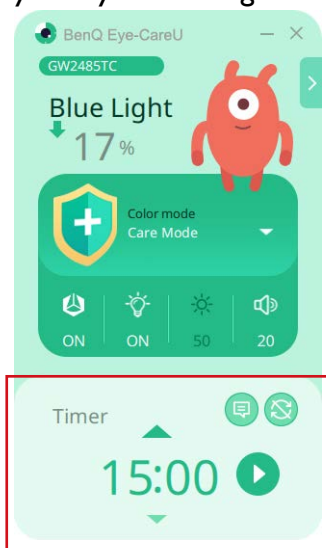 BenQ Eye-CareU
GW2485TC
Blue Light
17 %
Color mode
Care Mode
ON ON 50 20
Timer
15:00